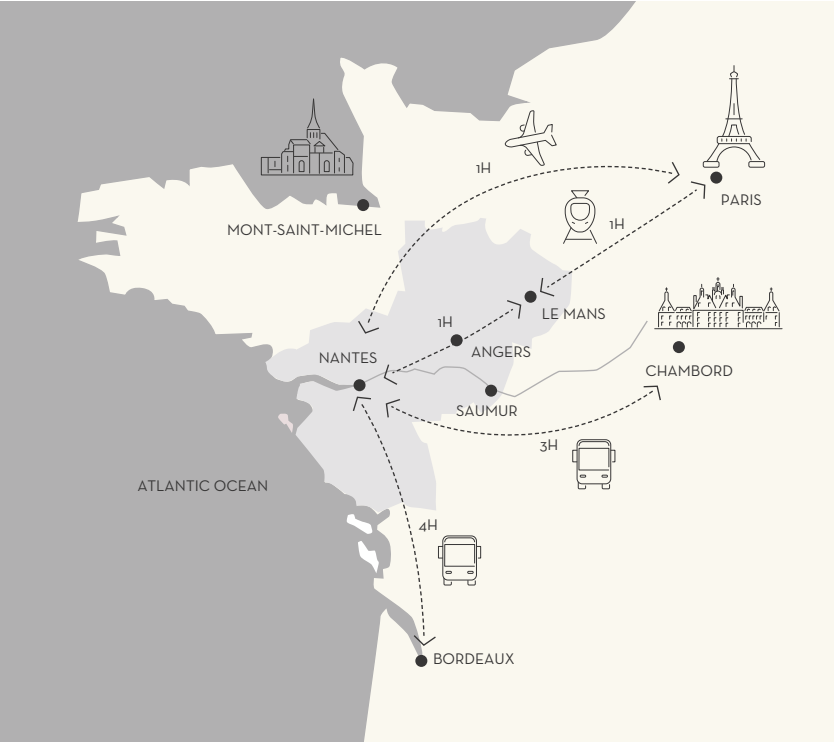 1H
PARIS
1H
MONT-SAINT-MICHEL
LE MANS
1H
ANGERS
NANTES
CHAMBORD
SAUMUR
3H
ATLANTIC OCEAN
4H
BORDEAUX